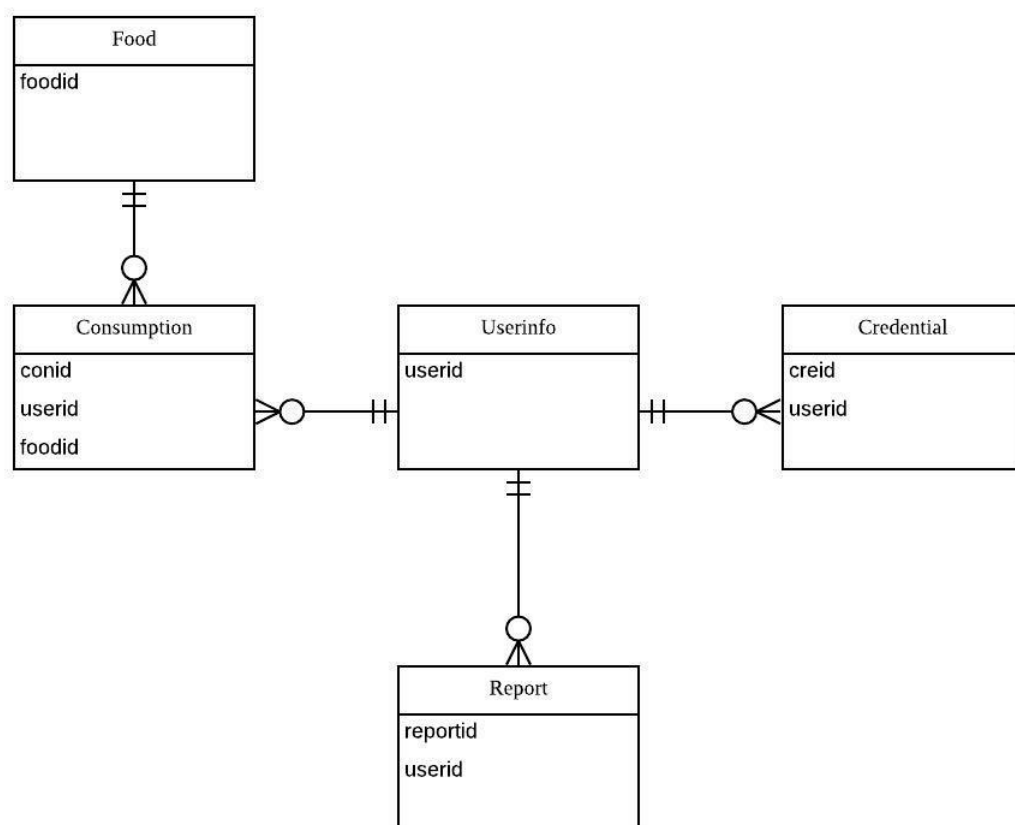 Food
foodid
Consumption
conid
userid
foodid
Userinfo
userid
Credential
creid
userid
Report
reportid
userid